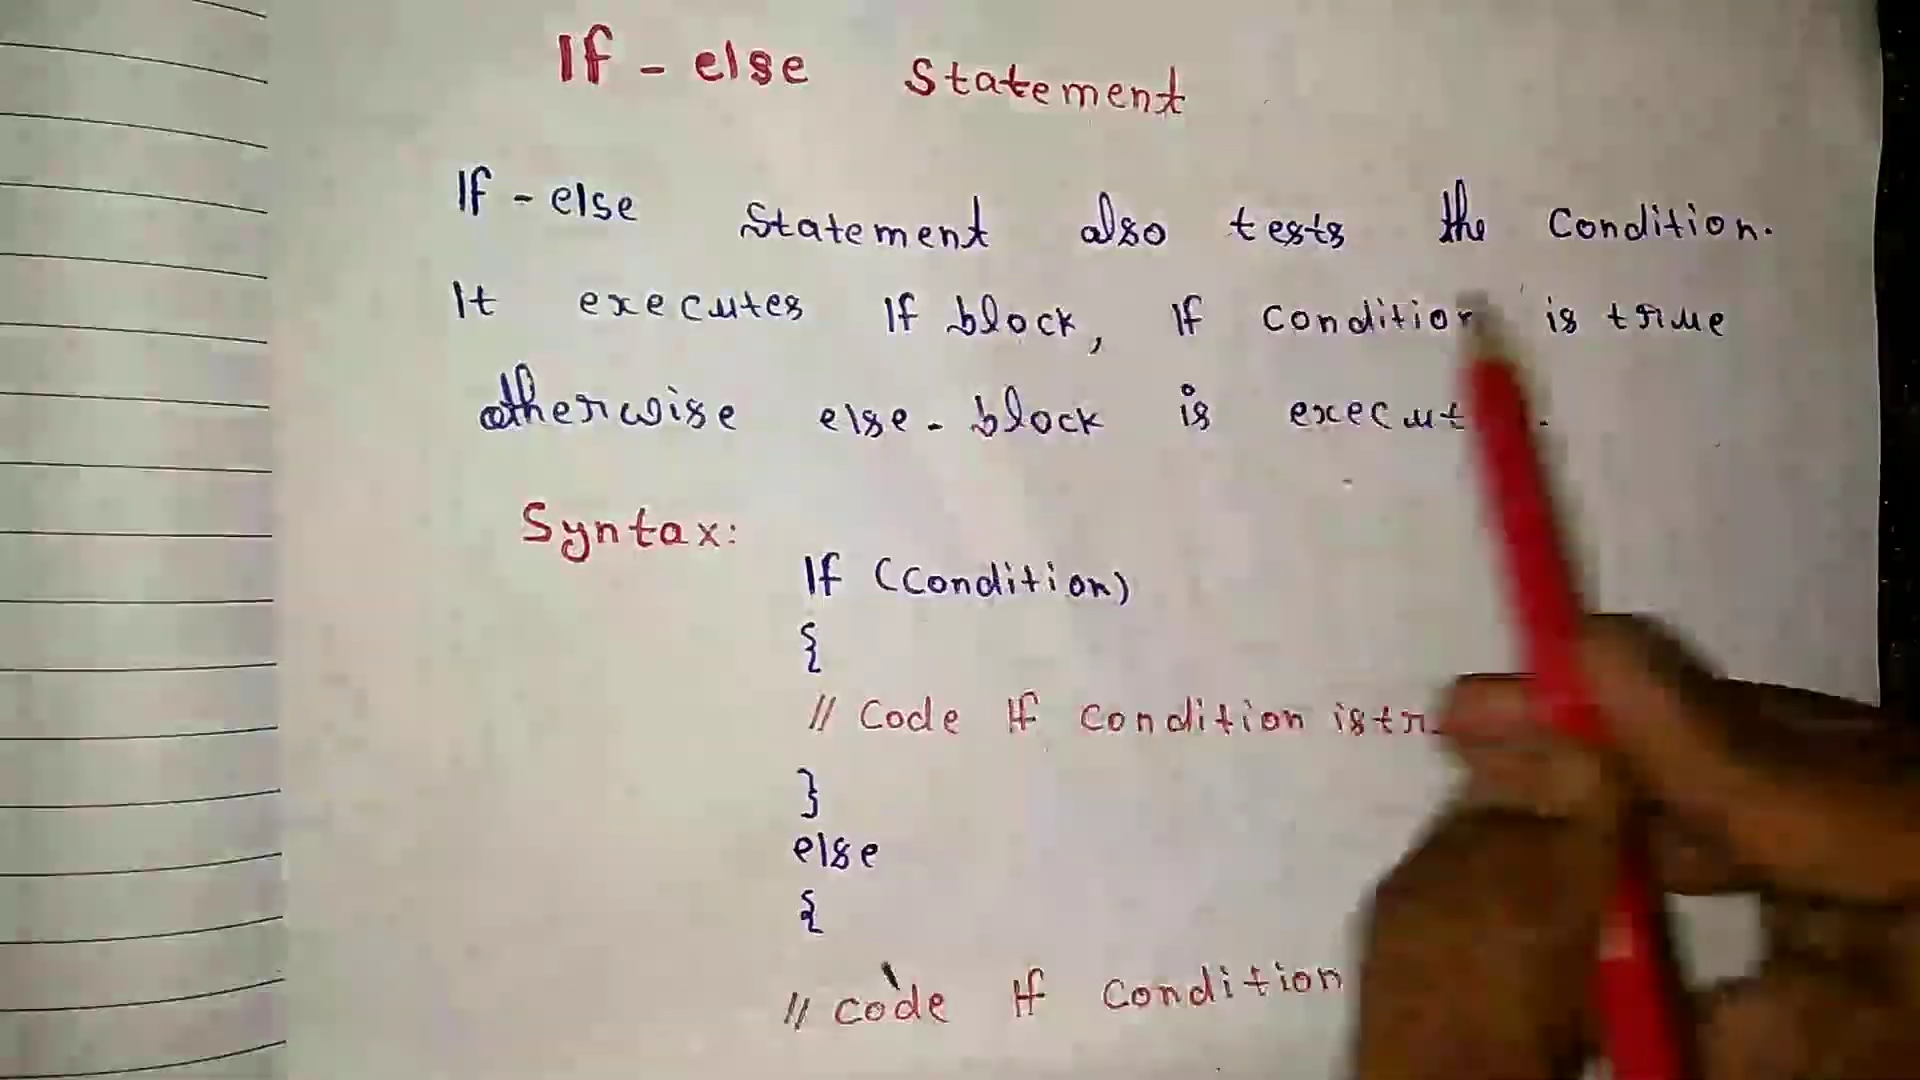 If - else Statement
If - else Statement also tests the Condition.
It executes If block, If Condition is true
otherwise else - block is
Syntax:
If (Condition)
{
// Code If Condition is
}
else
{
// Code If Condition